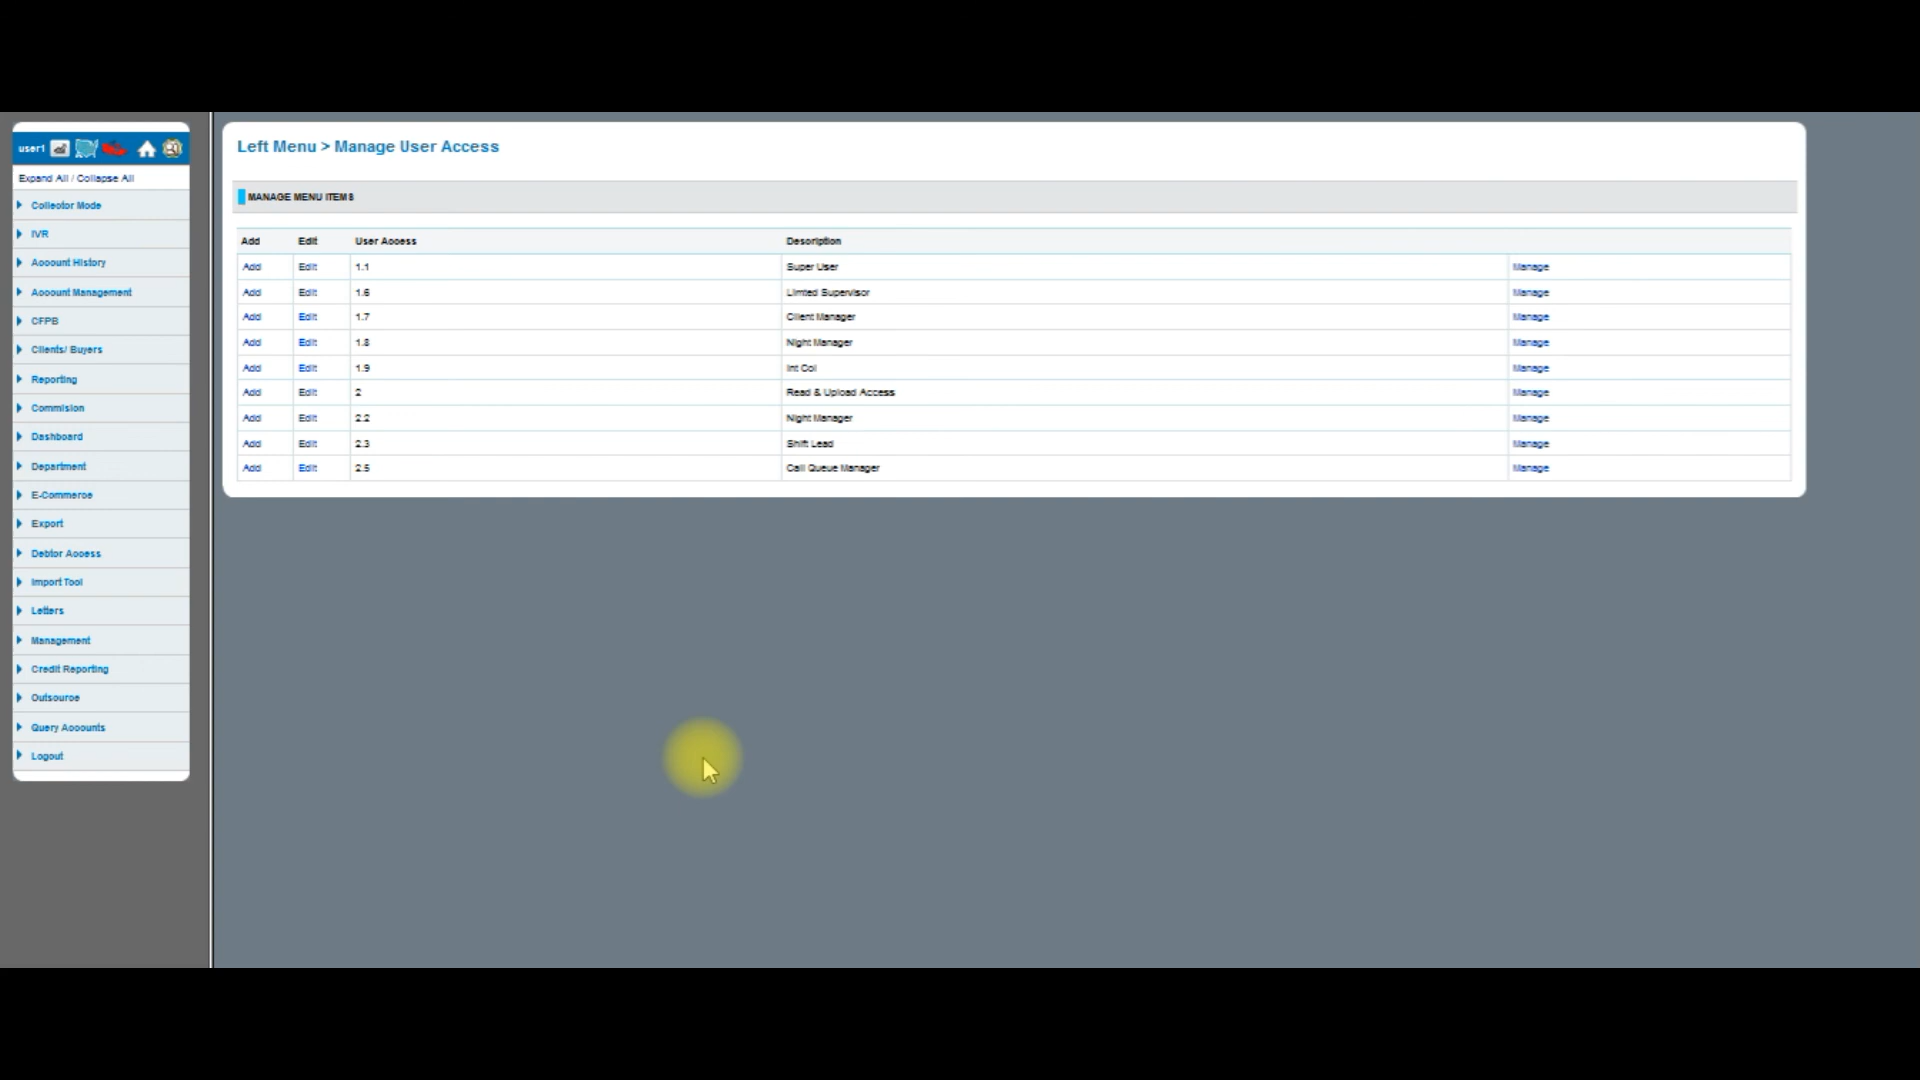 user1
Expand All / Collapse All
Collector Mode
IVR
Account History
Account Management
CFPB
Clients/ Buyers
Reporting
Commision
Dashboard
Department
E-Commerce
Export
Debtor Access
Import Tool
Letters
Management
Credit Reporting
Outsource
Query Accounts
Logout
Left Menu > Manage User Access
MANAGE MENU ITEMS
Add Edit User Access Description
Add Edit 1.1 Super User Manage
Add Edit 1.6 Limted Supervisor Manage
Add Edit 1.7 Client Manager Manage
Add Edit 1.8 Night Manager Manage
Add Edit 1.9 Int Col Manage
Add Edit 2 Read & Upload Access Manage
Add Edit 2.2 Night Manager Manage
Add Edit 2.3 Shift Lead Manage
Add Edit 2.5 Call Queue Manager Manage